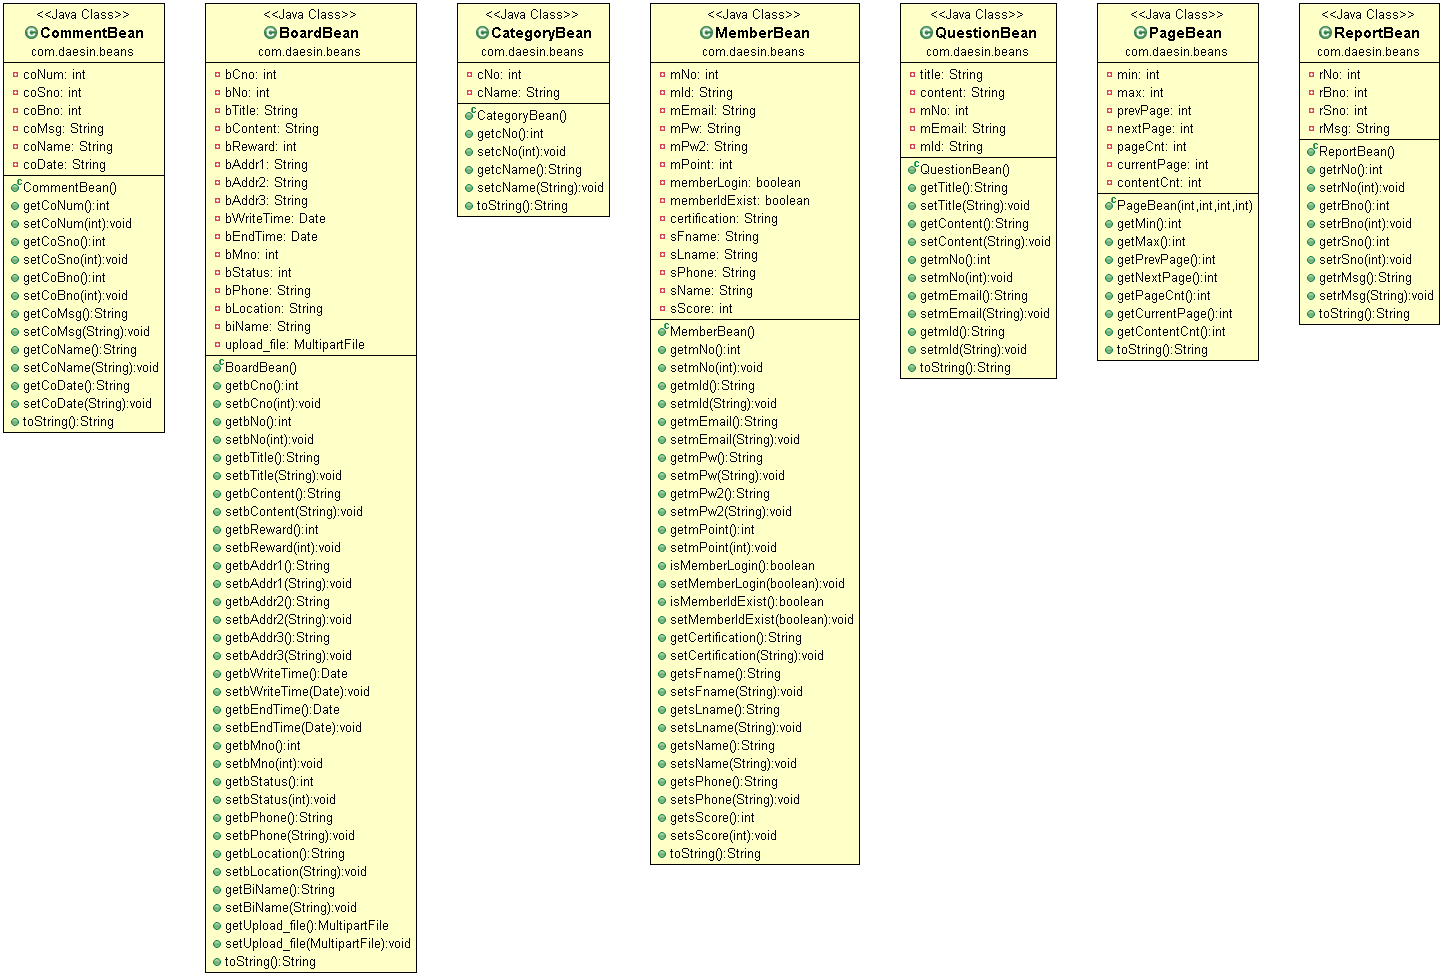 <<Java Class>>
CommentBean
com.daesin.beans
coNum: int
coSno: int
coBno: int
coMsg: String
coName: String
coDate: String
CommentBean()
getCoNum():int
setCoNum(int):void
getCoSno():int
setCoSno(int):void
getCoBno():int
setCoBno(int):void
getCoMsg():String
setCoMsg(String):void
getCoName():String
setCoName(String):void
getCoDate():String
setCoDate(String):void
toString():String
<<Java Class>>
BoardBean
com.daesin.beans
bCno: int
bNo: int
bTitle: String
bContent: String
bReward: int
bAddr1: String
bAddr2: String
bAddr3: String
bWriteTime: Date
bEndTime: Date
bMno: int
bStatus: int
bPhone: String
bLocation: String
biName: String
upload_file: MultipartFile
BoardBean()
getbCno():int
setbCno(int):void
getbNo():int
setbNo(int):void
getbTitle():String
setbTitle(String):void
getbContent():String
setbContent(String):void
getbReward():int
setbReward(int):void
getbAddr1():String
setbAddr1(String):void
getbAddr2():String
setbAddr2(String):void
getbAddr3():String
setbAddr3(String):void
getbWriteTime():Date
setbWriteTime(Date):void
getbEndTime():Date
setbEndTime(Date):void
getbMno():int
setbMno(int):void
getbStatus():int
setbStatus(int):void
getbPhone():String
setbPhone(String):void
getbLocation():String
setbLocation(String):void
getBiName():String
setBiName(String):void
getUpload_file():MultipartFile
setUpload_file(MultipartFile):void
toString():String
<<Java Class>>
CategoryBean
com.daesin.beans
cNo: int
cName: String
CategoryBean()
getcNo():int
setcNo(int):void
getcName():String
setcName(String):void
toString():String
<<Java Class>>
MemberBean
com.daesin.beans
mNo: int
mId: String
mEmail: String
mPw: String
mPw2: String
mPoint: int
memberLogin: boolean
memberIdExist: boolean
certification: String
sFname: String
sLname: String
sPhone: String
sName: String
sScore: int
MemberBean()
getmNo():int
setmNo(int):void
getmId():String
setmId(String):void
getmEmail():String
setmEmail(String):void
getmPw():String
setmPw(String):void
getmPw2():String
setmPw2(String):void
getmPoint():int
setmPoint(int):void
isMemberLogin():boolean
setMemberLogin(boolean):void
isMemberIdExist():boolean
setMemberIdExist(boolean):void
getCertification():String
setCertification(String):void
getsFname():String
setsFname(String):void
getsLname():String
setsLname(String):void
getsName():String
setsName(String):void
getsPhone():String
setsPhone(String):void
getsScore():int
setsScore(int):void
toString():String
<<Java Class>>
QuestionBean
com.daesin.beans
title: String
content: String
mNo: int
mEmail: String
mId: String
QuestionBean()
getTitle():String
setTitle(String):void
getContent():String
setContent(String):void
getmNo():int
setmNo(int):void
getmEmail():String
setmEmail(String):void
getmId():String
setmId(String):void
toString():String
<<Java Class>>
PageBean
com.daesin.beans
min: int
max: int
prevPage: int
nextPage: int
pageCnt: int
currentPage: int
contentCnt: int
PageBean(int,int,int,int)
getMin():int
getMax():int
getPrevPage():int
getNextPage():int
getPageCnt():int
getCurrentPage():int
getContentCnt():int
toString():String
<<Java Class>>
ReportBean
com.daesin.beans
rNo: int
rBno: int
rSno: int
rMsg: String
ReportBean()
getrNo():int
setrNo(int):void
getrBno():int
setrBno(int):void
getrSno():int
setrSno(int):void
getrMsg():String
setrMsg(String):void
toString():String